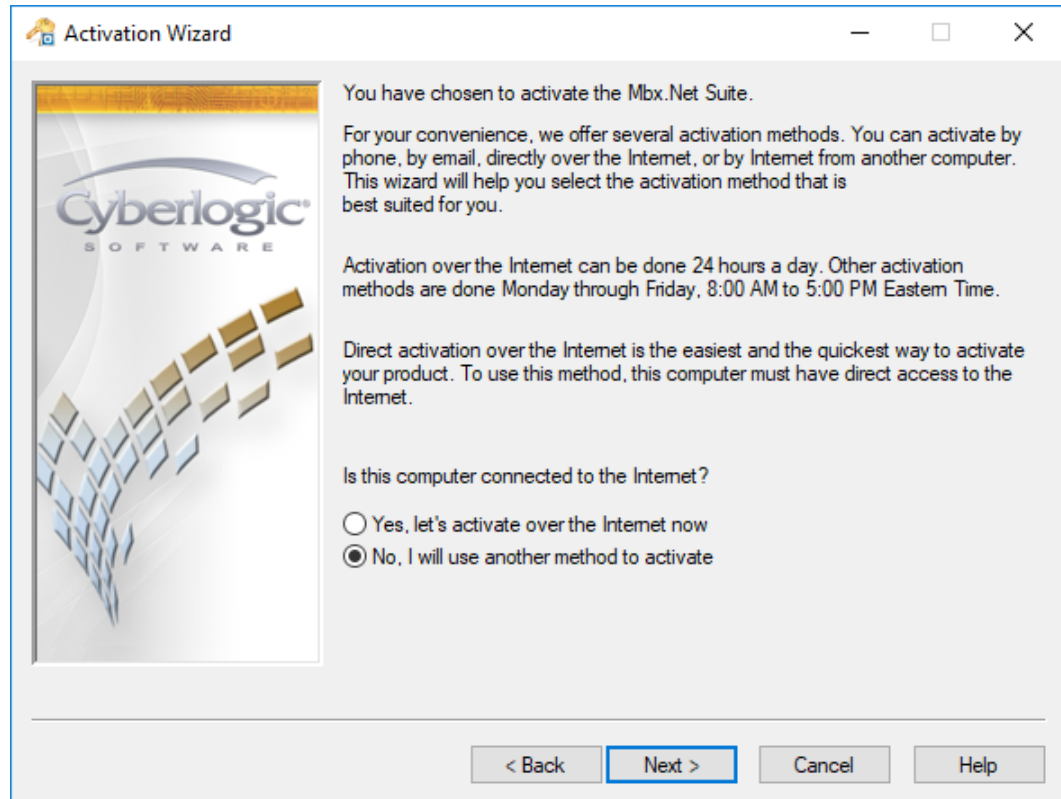 Activation Wizard
Cyberlogic®
SOFTWARE
You have chosen to activate the Mbx.Net Suite.
For your convenience, we offer several activation methods. You can activate by
phone, by email, directly over the Internet, or by Internet from another computer.
This wizard will help you select the activation method that is
best suited for you.
Activation over the Internet can be done 24 hours a day. Other activation
methods are done Monday through Friday, 8:00 AM to 5:00 PM Eastern Time.
Direct activation over the Internet is the easiest and the quickest way to activate
your product. To use this method, this computer must have direct access to the
Internet.
Is this computer connected to the Internet?
Yes, let's activate over the Internet now
No, I will use another method to activate
< Back Next > Cancel Help